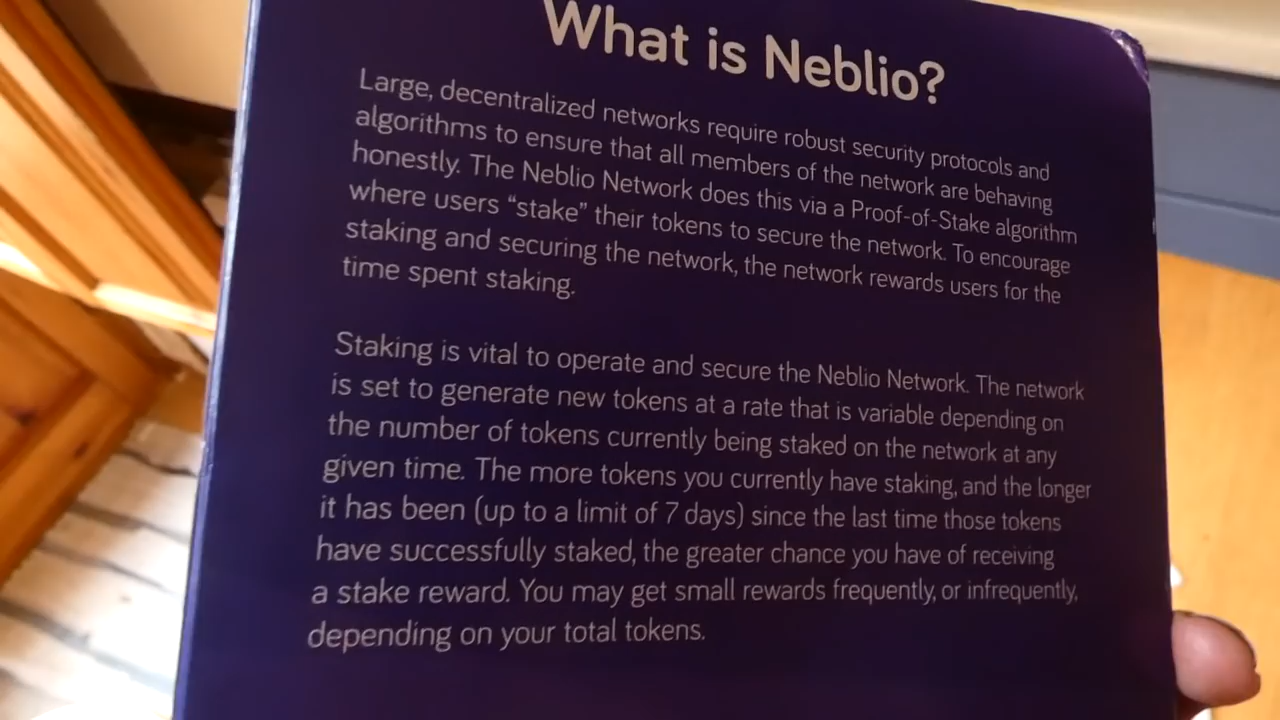 What is Neblio?
Large, decentralized networks require robust security protocols and
algorithms to ensure that all members of the network are behaving
honestly. The Neblio Network does this via a Proof-of-Stake algorithm
where users “stake” their tokens to secure the network. To encourage
staking and securing the network, the network rewards users for the
time spent staking.
Staking is vital to operate and secure the Neblio Network. The network
is set to generate new tokens at a rate that is variable depending on
the number of tokens currently being staked on the network at any
given time. The more tokens you currently have staking, and the longer
it has been (up to a limit of 7 days) since the last time those tokens
have successfully staked, the greater chance you have of receiving
a stake reward. You may get small rewards frequently, or infrequently,
depending on your total tokens.